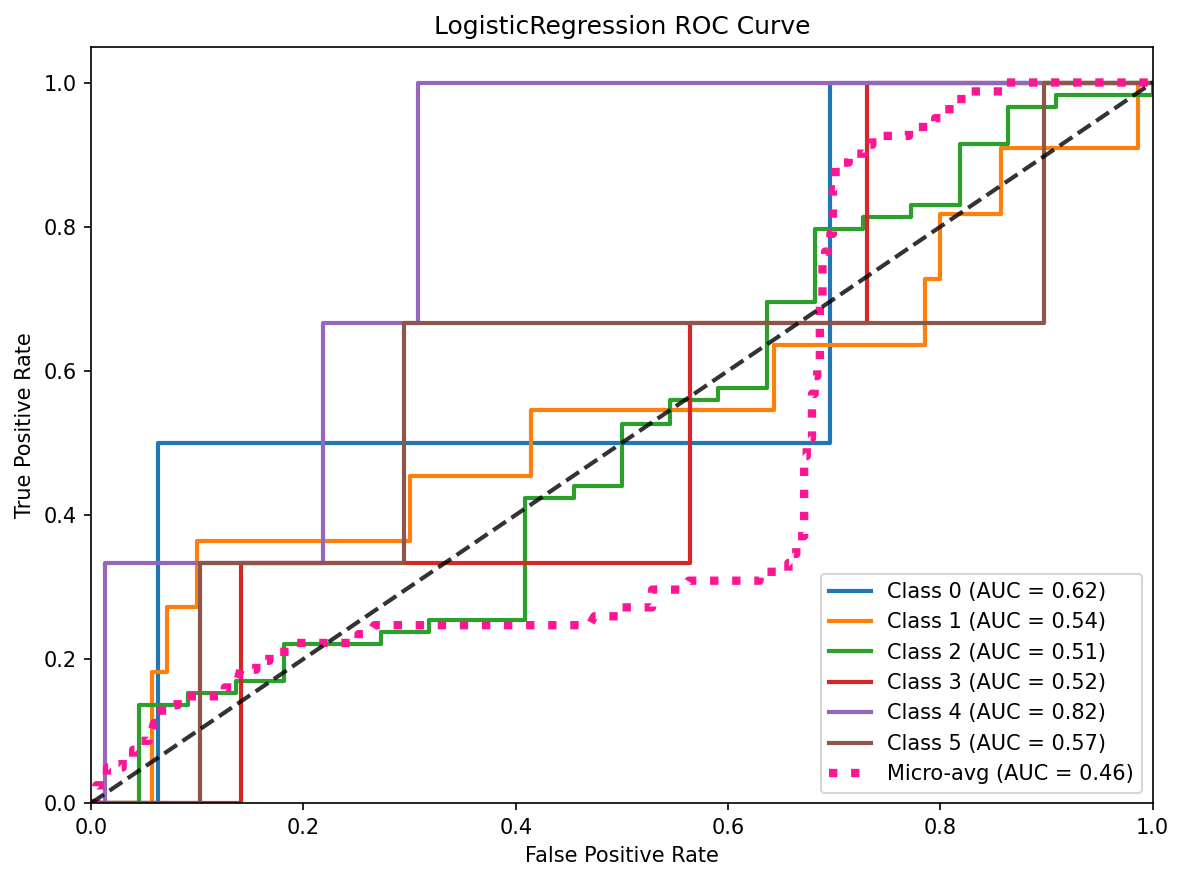 LogisticRegression ROC Curve
True Positive Rate
1.0
0.8
0.6
0.4
0.2
0.0
0.0 0.2 0.4 0.6 0.8 1.0
False Positive Rate
Class 0 (AUC = 0.62)
Class 1 (AUC = 0.54)
Class 2 (AUC = 0.51)
Class 3 (AUC = 0.52)
Class 4 (AUC = 0.82)
Class 5 (AUC = 0.57)
Micro-avg (AUC = 0.46)